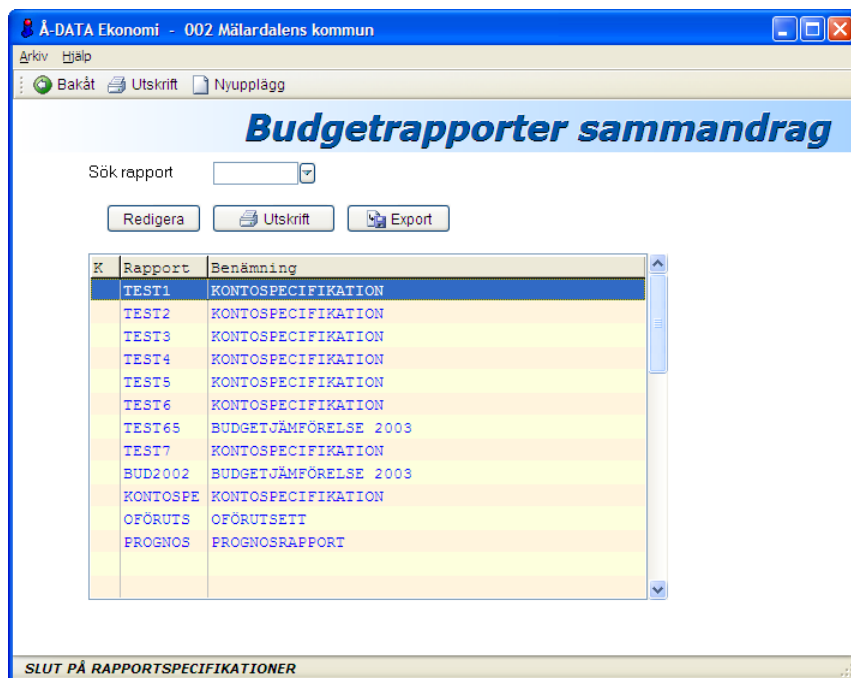 Å-DATA Ekonomi - 002 Mälardalens kommun
Arkiv Hjälp
Bakåt Utskrift Nyupplägg
Budgetrapporter sammandrag
Sök rapport
Redigera Utskrift Export
K Rapport Benämning
TEST1 KONTOSPECIFIKATION
TEST2 KONTOSPECIFIKATION
TEST3 KONTOSPECIFIKATION
TEST4 KONTOSPECIFIKATION
TEST5 KONTOSPECIFIKATION
TEST6 KONTOSPECIFIKATION
TEST65 BUDGETJÄMFÖRELSE 2003
TEST7 KONTOSPECIFIKATION
BUD2002 BUDGETJÄMFÖRELSE 2003
KONTOSPE KONTOSPECIFIKATION
OFÖRUTS OFÖRUTSETT
PROGNOS PROGNOSRAPPORT
SLUT PÅ RAPPORTSPECIFIKATIONER